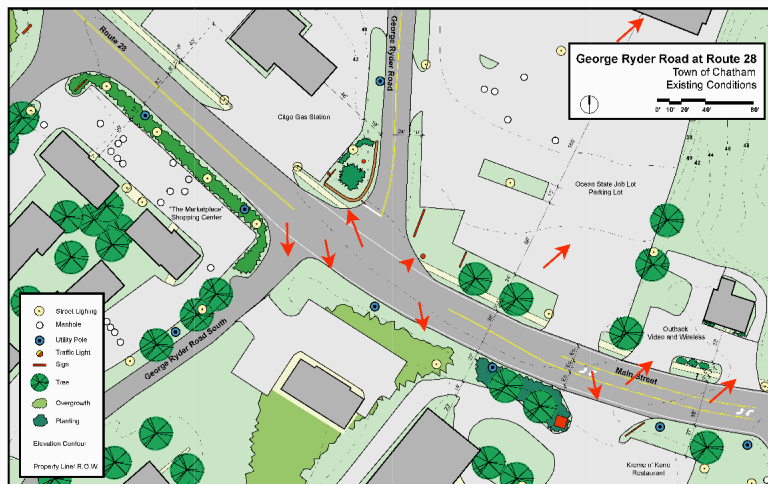 George Ryder Road at Route 28
Town of Chatham
Existing Conditions
0' 10' 20' 40' 80'
Route 28
George Ryder
Road
Citgo Gas Station
Ocean State Job Lot
Parking Lot
"The Marketplace"
Shopping Center
George Ryder Road South
Outback
Video and Wireless
Main Street
Kreme n' Kone
Restaurant
Street Lighting
Manhole
Utility Pole
Traffic Light
Sign
Tree
Overgrowth
Planting
Elevation Contour
Property Line/ R.O.W.